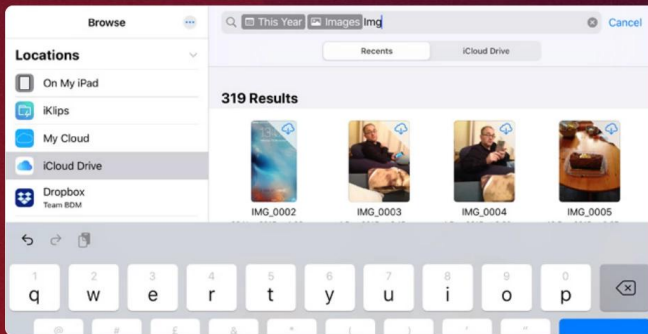 Browse
This Year Images Img Cancel
Recents iCloud Drive
Locations
On My iPad
iKlips
My Cloud
iCloud Drive
Dropbox
Team BDM
319 Results
IMG_0002 IMG_0003 IMG_0004 IMG_0005
1 2 3 4 5 6 7 8 9 0
q w e r t y u i o p
@ # £ & * ( ) ' "